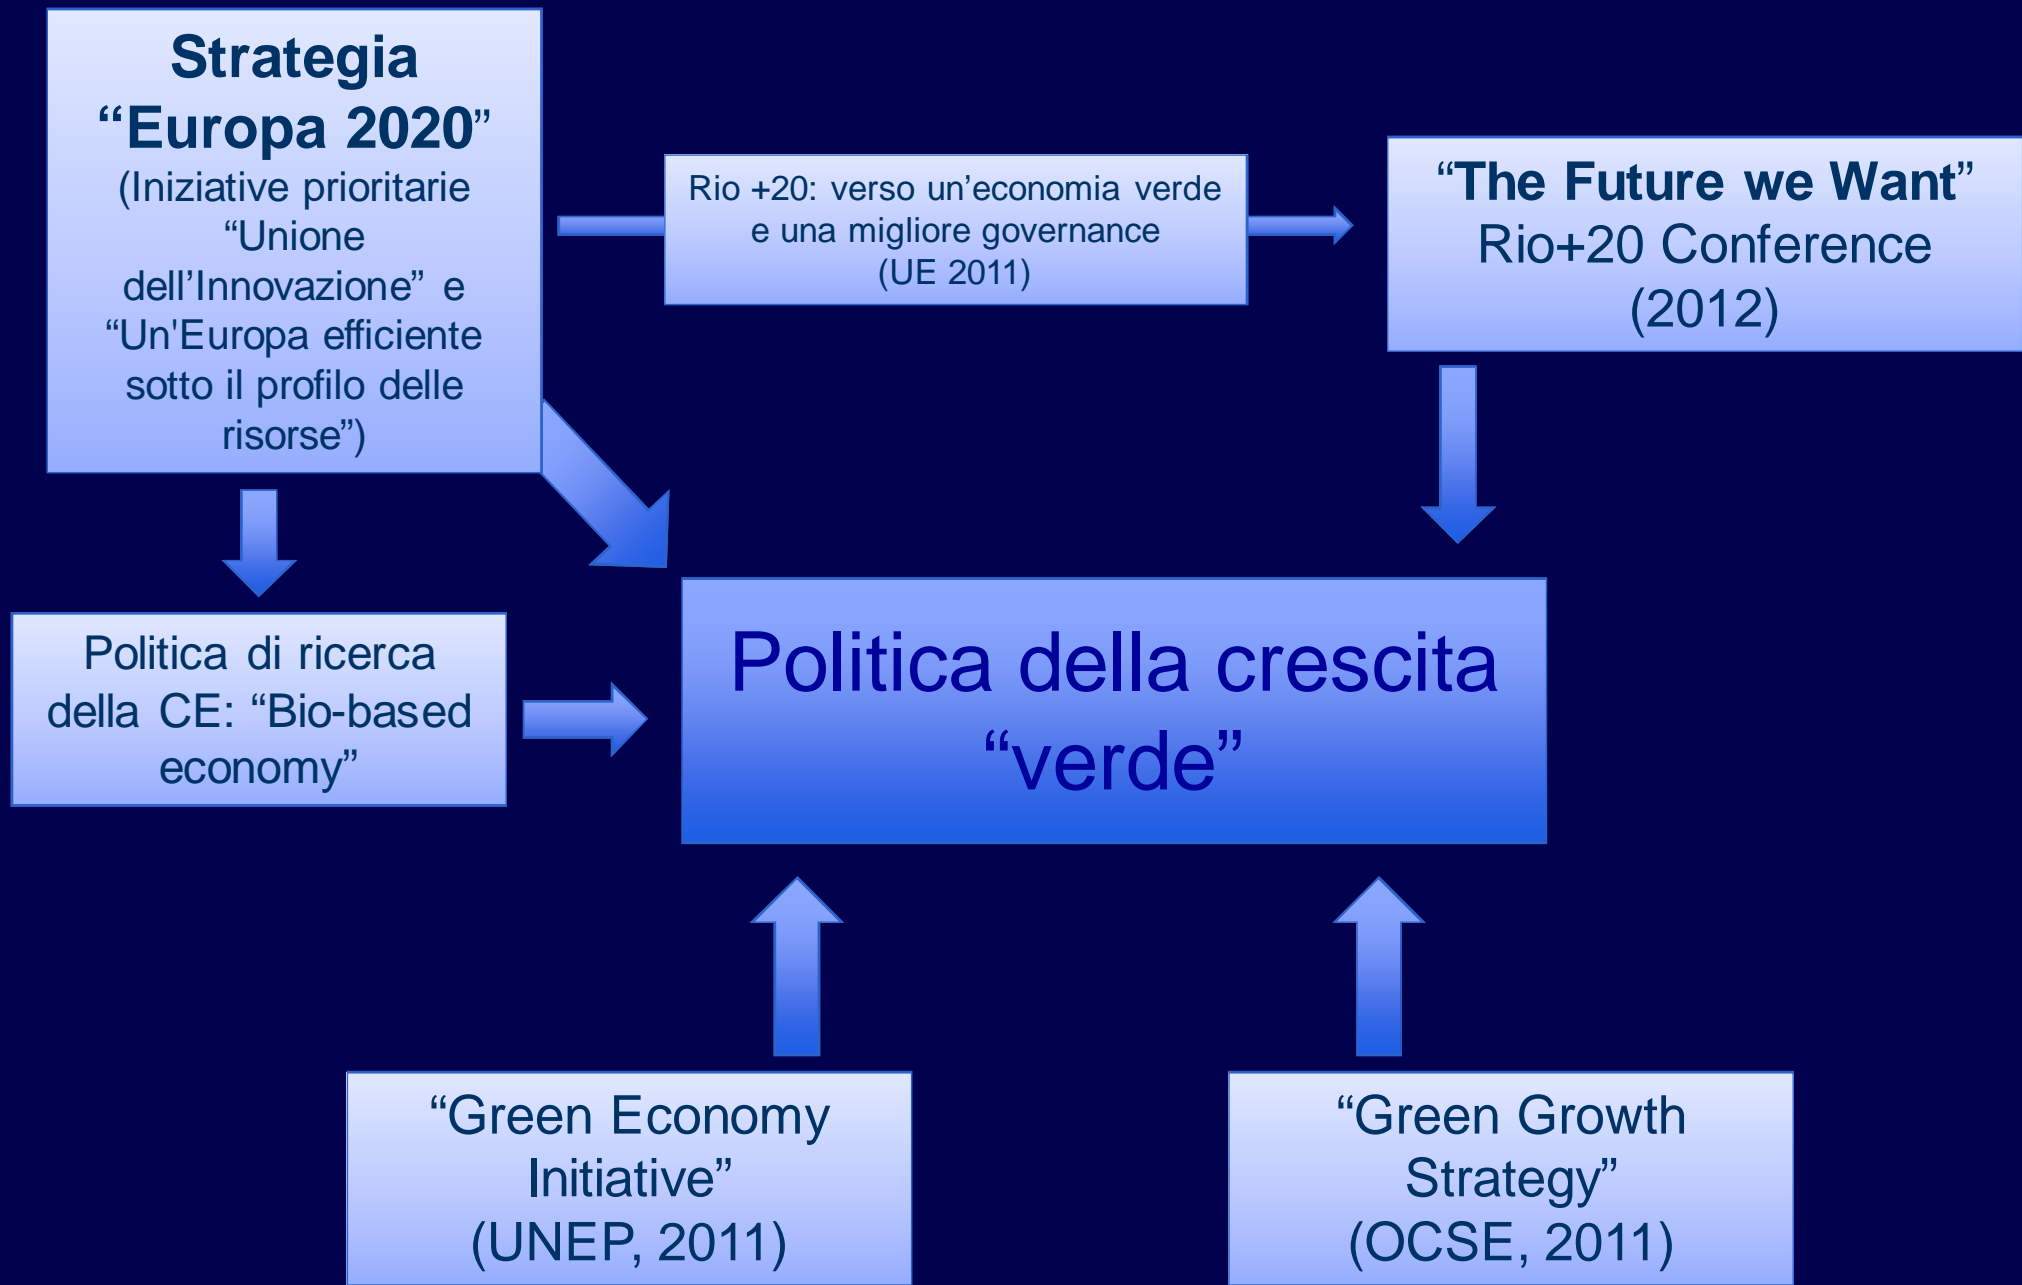 Strategia
“Europa 2020”
(Iniziative prioritarie
“Unione
dell’Innovazione” e
“Un'Europa efficiente
sotto il profilo delle
risorse”)
Rio +20: verso un’economia verde
e una migliore governance
(UE 2011)
“The Future we Want”
Rio+20 Conference
(2012)
Politica di ricerca
della CE: “Bio-based
economy”
Politica della crescita
“verde”
“Green Economy
Initiative”
(UNEP, 2011)
“Green Growth
Strategy”
(OCSE, 2011)